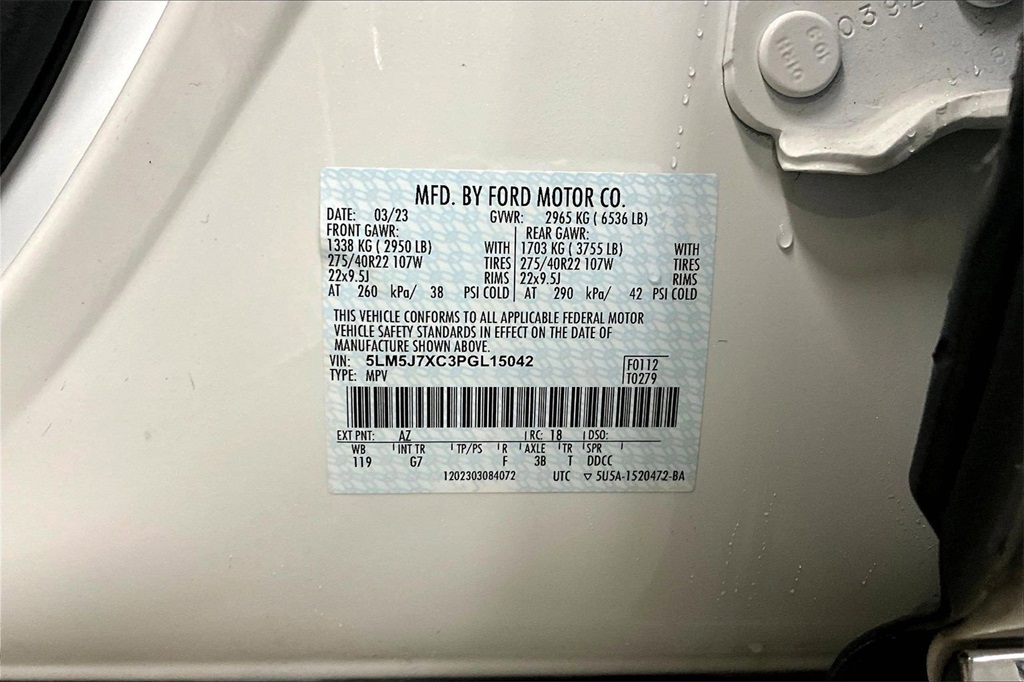 039
MFD. BY FORD MOTOR CO.
DATE: 03/23 GVWR: 2965 KG ( 6536 LB)
FRONT GAWR: REAR GAWR:
1338 KG ( 2950 LB) WITH 1703 KG ( 3755 LB) WITH
275/40R22 107W TIRES 275/40R22 107W TIRES
22x9.5J RIMS 22x9.5J RIMS
AT 260 kPa/ 38 PSI COLD AT 290 kPa/ 42 PSI COLD
THIS VEHICLE CONFORMS TO ALL APPLICABLE FEDERAL MOTOR
VEHICLE SAFETY STANDARDS IN EFFECT ON THE DATE OF
MANUFACTURE SHOWN ABOVE.
VIN: 5LM5J7XC3PGL15042 F0112
TYPE: MPV T0279
EXT PNT: AZ RC: 18 DSO:
WB INT TR TP/PS R AXLE TR SPR
119 G7 F 3B T DDCC
1202303084072 UTC ▽ 5U5A-1520472-BA